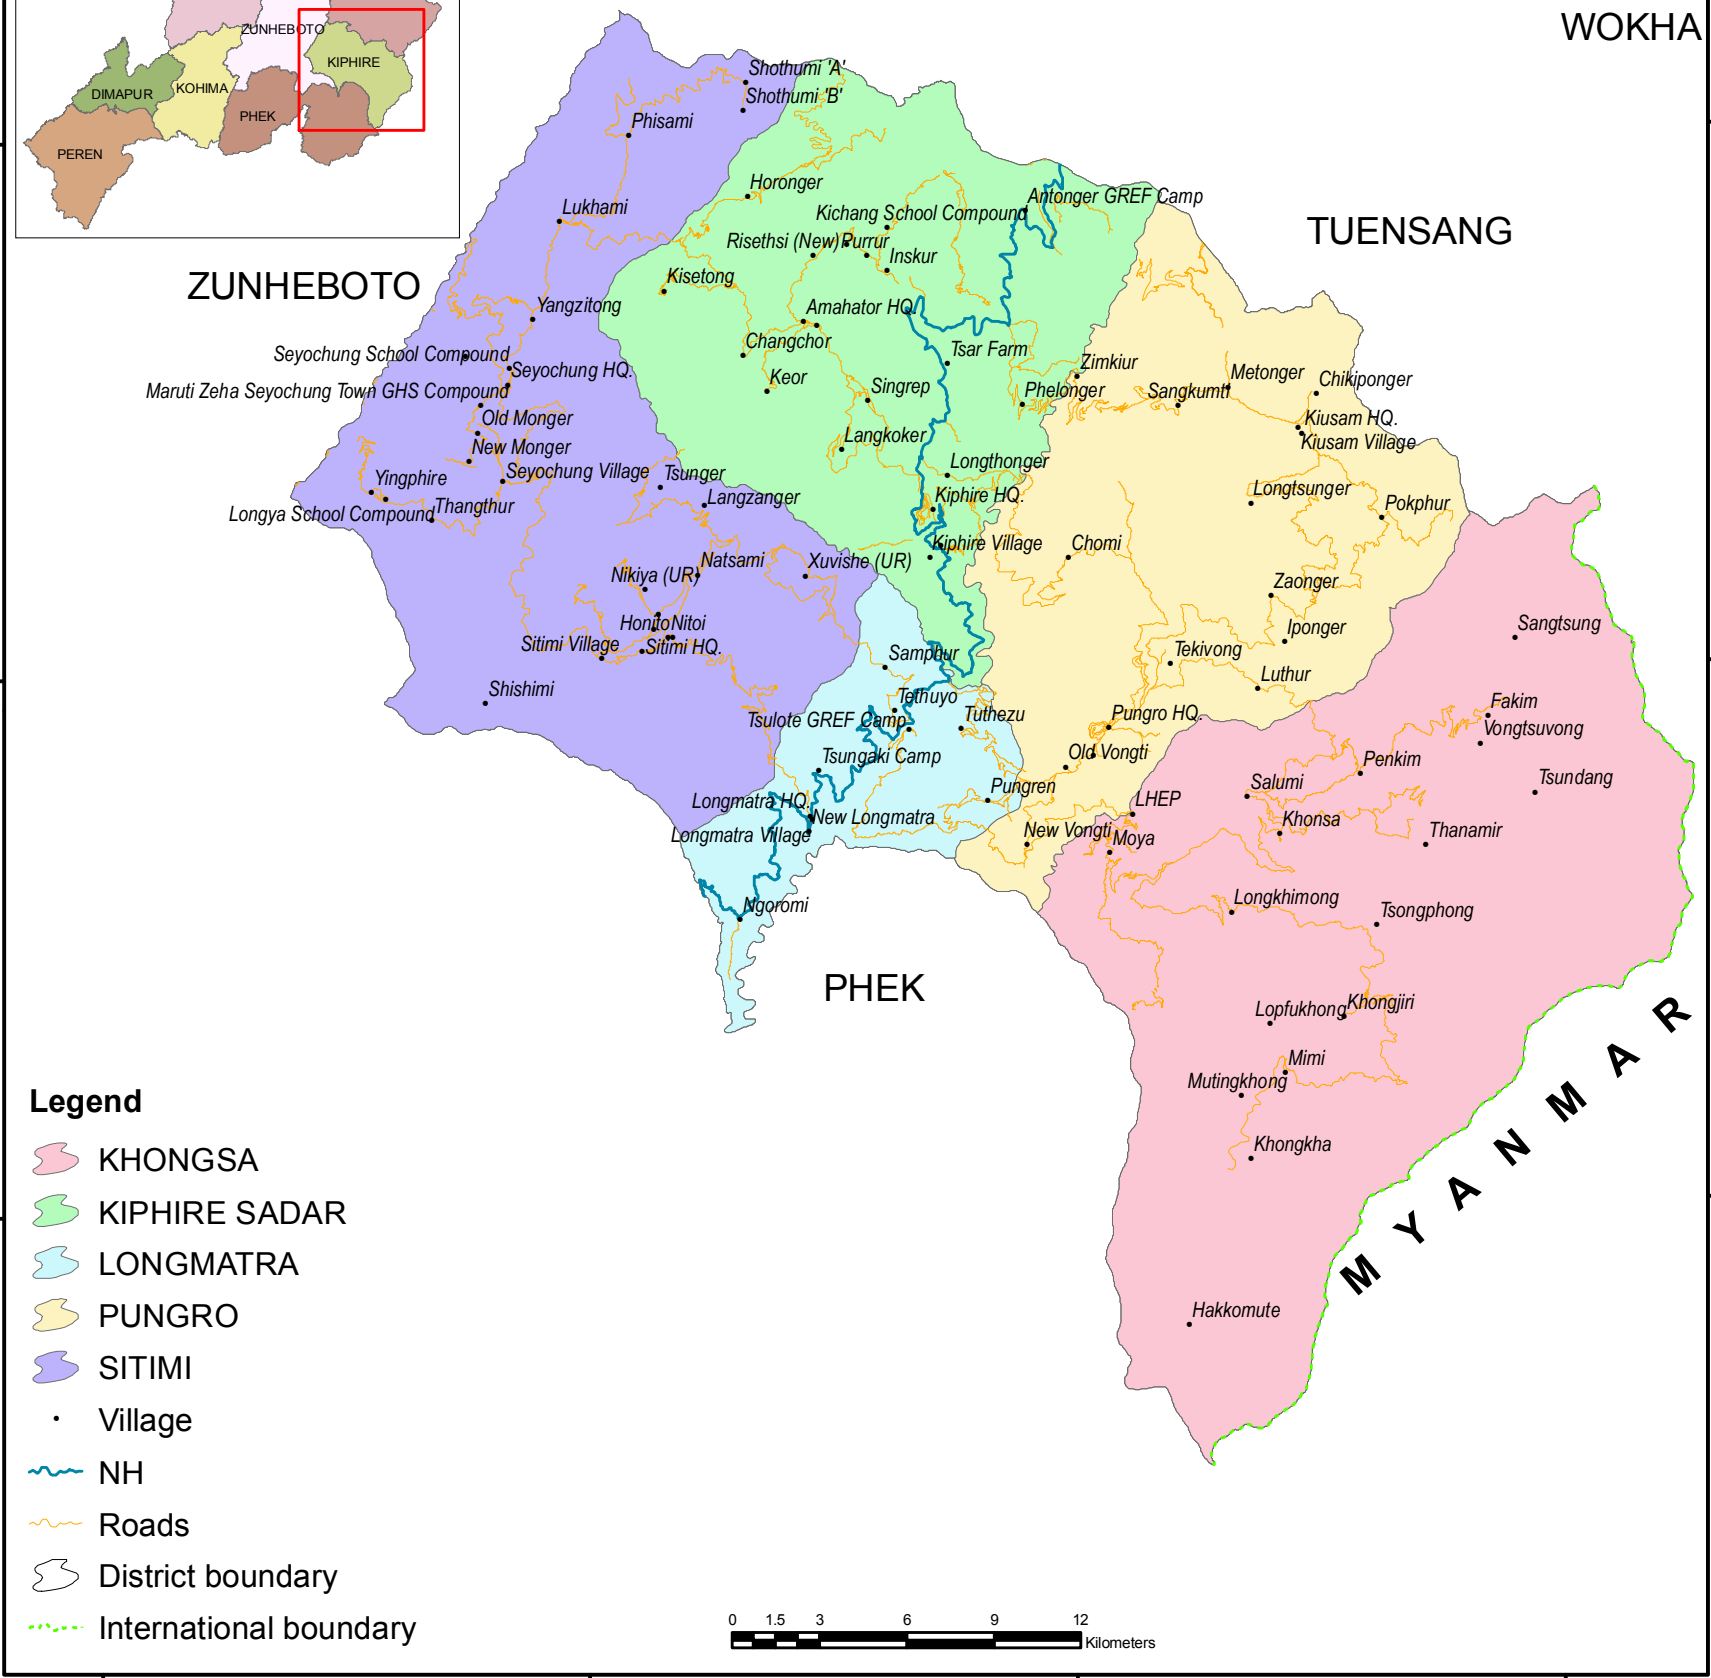 WOKHA
ZUNHEBOTO
KIPHIRE
DIMAPUR
KOHIMA
PHEK
PEREN
Shothumi 'A'
Shothumi 'B'
Phisami
Horonger
Lukhami
Antonger GREF Camp
Kichang School Compound
TUENSANG
Risethsi (New)
Purrur
Inskur
ZUNHEBOTO
Kisetong
Yangzitong
Amahator HQ.
Changchor
Tsar Farm
Seyochung School Compound
Seyochung HQ.
Zimkiur
Metonger
Chikiponger
Keor
Singrep
Phelonger
Sangkumti
Maruti Zeha Seyochung Town GHS Compound
Old Monger
Kiusam HQ.
Kiusam Village
New Monger
Langkoker
Longthonger
Yingphire
Seyochung Village
Tsunger
Langzanger
Kiphire HQ.
Longtsunger
Pokphur
Longya School Compound
Thangthur
Kiphire Village
Chomi
Natsami
Xuvishe (UR)
Nikiya (UR)
Zaonger
Honito
Nitoi
Iponger
Sangtsung
Sitimi Village
Sitimi HQ.
Samphur
Tekivong
Luthur
Shishimi
Tethuyo
Fakim
Tsulote GREF Camp
Tuthezu
Pungro HQ.
Vongtsuvong
Tsungaki Camp
Old Vongti
Penkim
Salumi
Tsundang
Pungren
Longmatra HQ.
LHEP
New Longmatra
Khonsa
Longmatra Village
New Vongti
Moya
Thanamir
Ngoromi
Longkhimong
Tsongphong
PHEK
Lopfukhong
Khongjiri
Mimi
Mutingkhong
Khongkha
MYANMAR
Hakkomute
Legend
KHONGSA
KIPHIRE SADAR
LONGMATRA
PUNGRO
SITIMI
Village
NH
Roads
District boundary
International boundary
0 1.5 3 6 9 12
Kilometers